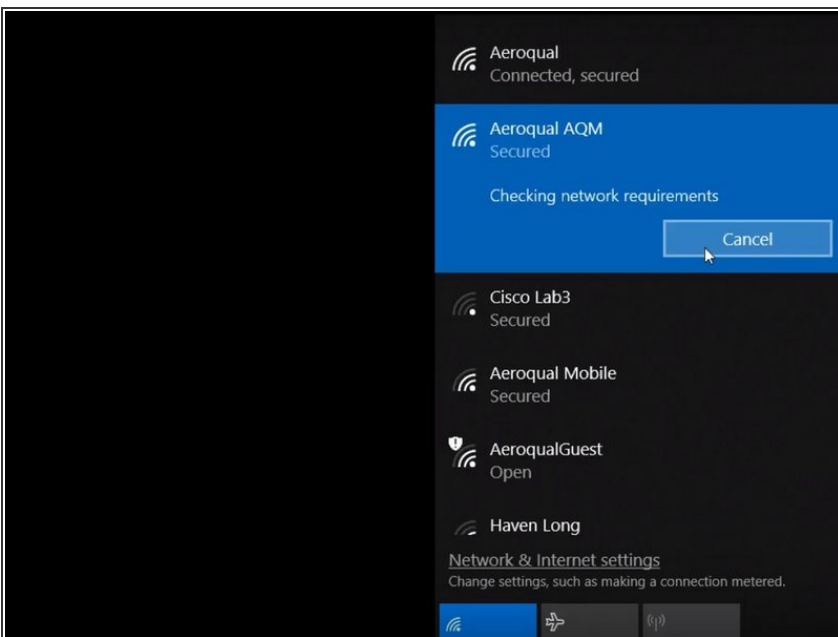 Aeroqual
Connected, secured
Aeroqual AQM
Secured
Checking network requirements
Cancel
Cisco Lab3
Secured
Aeroqual Mobile
Secured
AeroqualGuest
Open
Haven Long
Network & Internet settings
Change settings, such as making a connection metered.